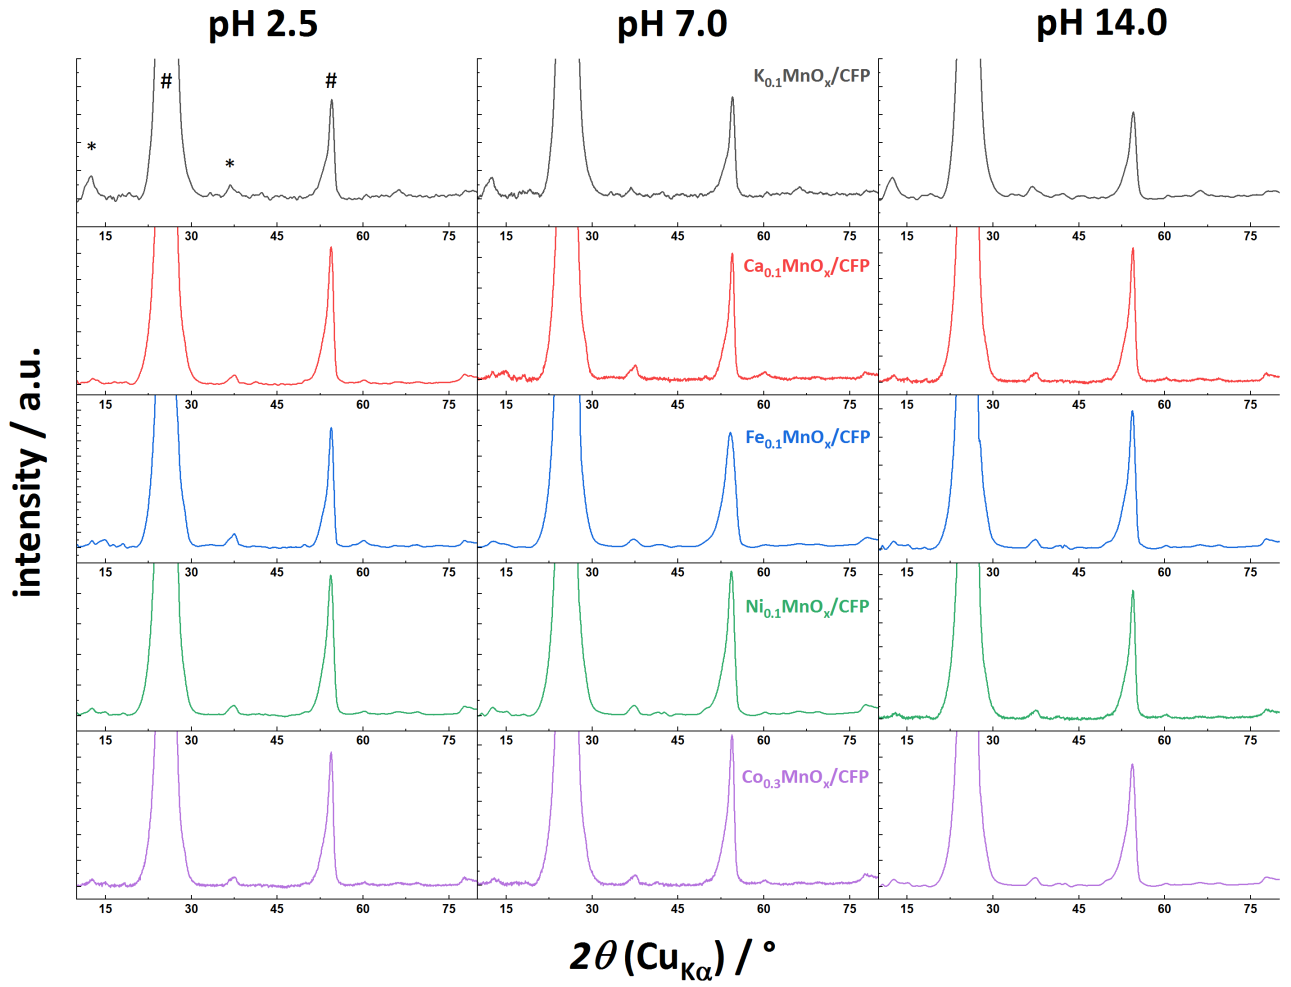 pH 2.5 pH 7.0 pH 14.0
# # K0.1MnOx/CFP
* *
15 30 45 60 75 15 30 45 60 75 15 30 45 60 75
Ca0.1MnOx/CFP
15 30 45 60 75 15 30 45 60 75 15 30 45 60 75
Fe0.1MnOx/CFP
15 30 45 60 75 15 30 45 60 75 15 30 45 60 75
Ni0.1MnOx/CFP
15 30 45 60 75 15 30 45 60 75 15 30 45 60 75
Co0.3MnOx/CFP
15 30 45 60 75 15 30 45 60 75 15 30 45 60 75
intensity / a.u.
2θ (CuKα) / °